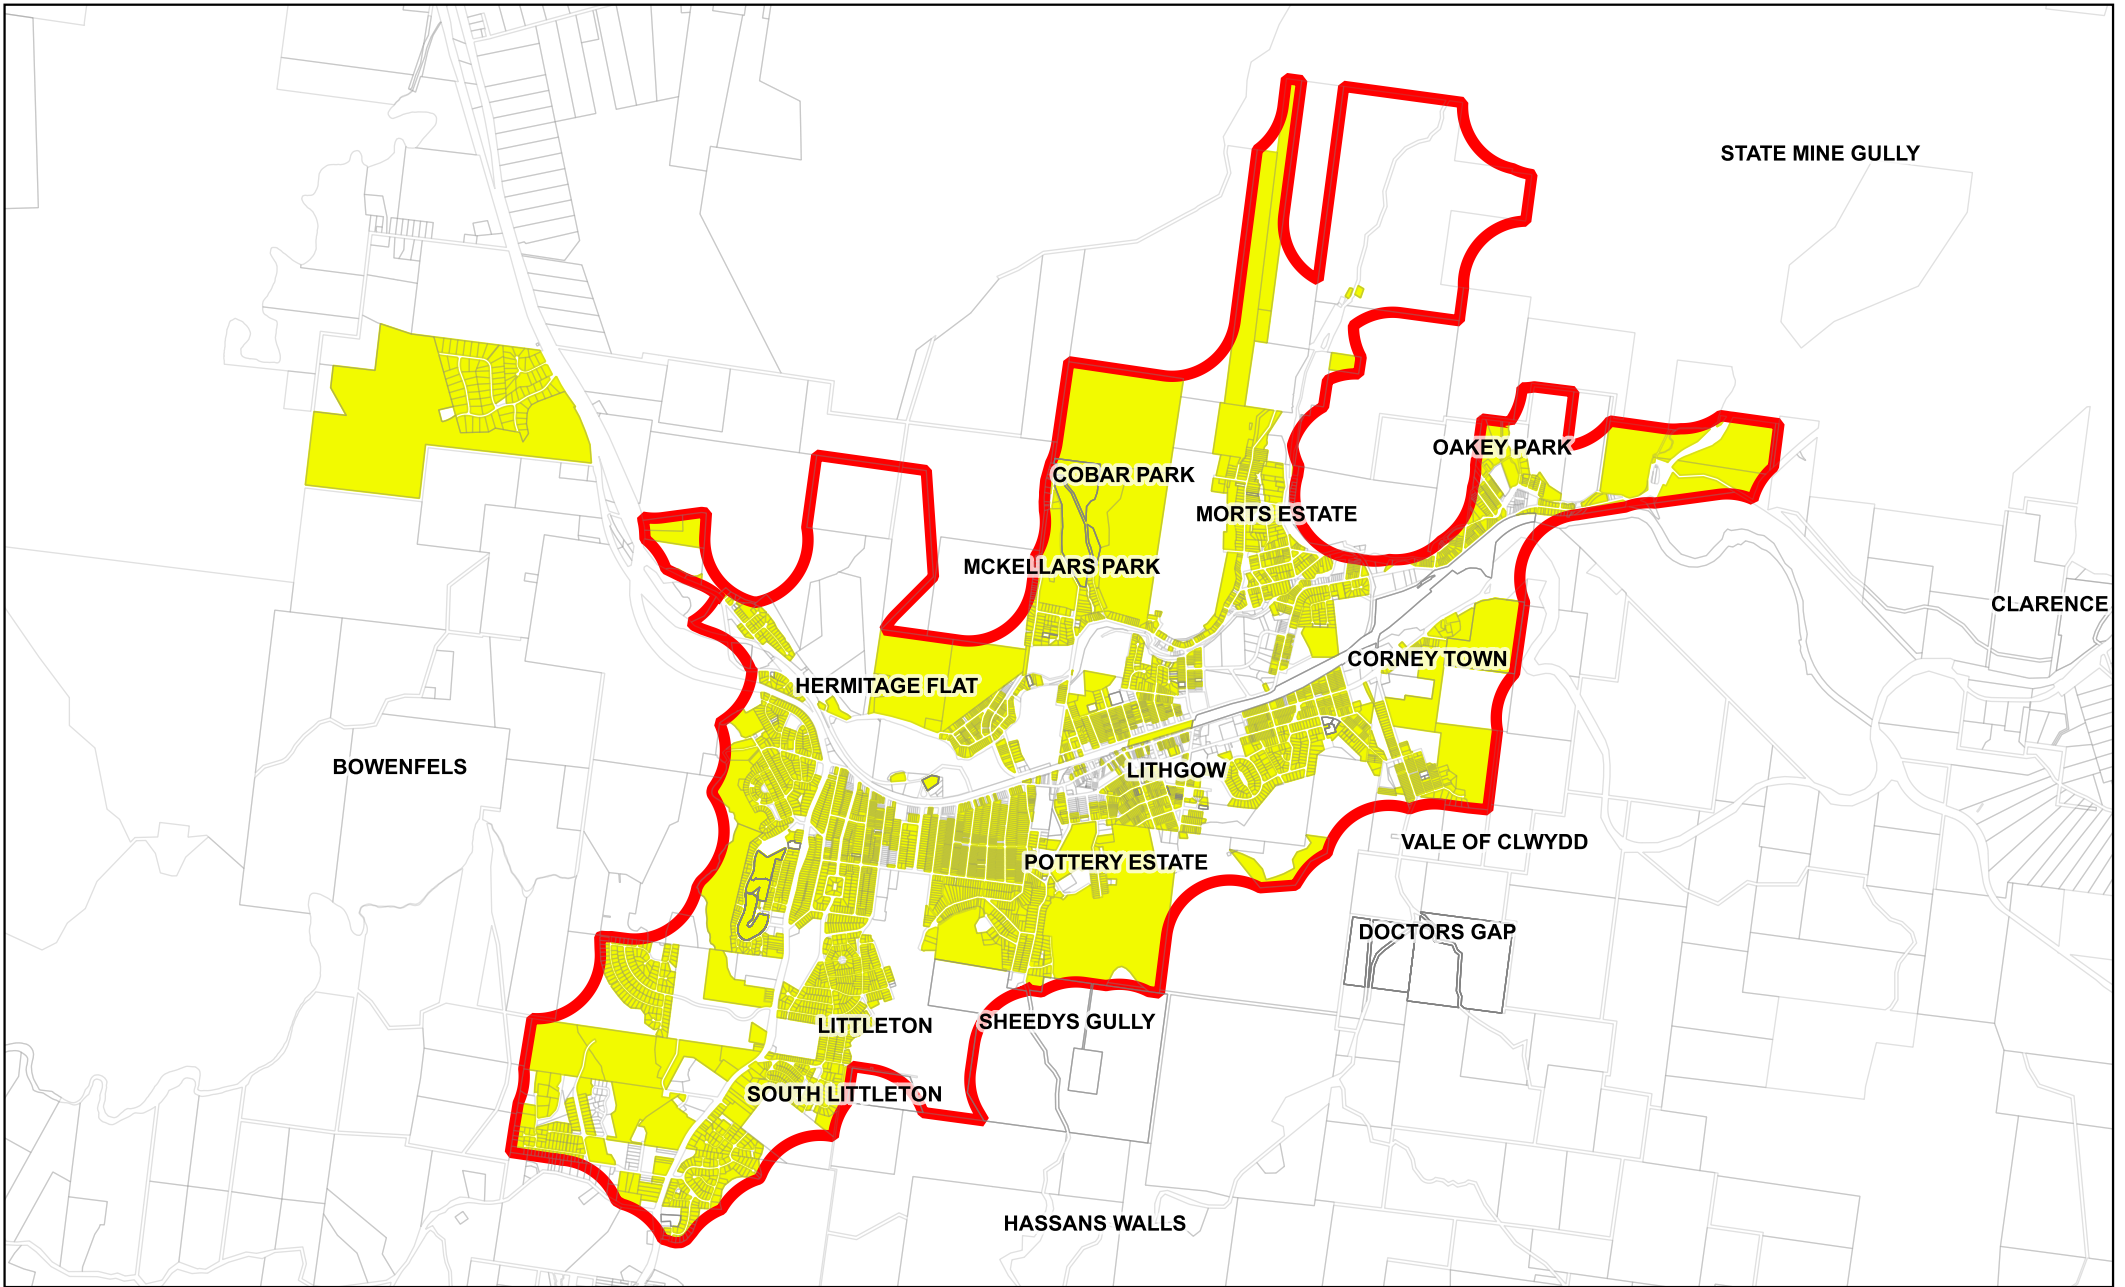 STATE MINE GULLY
OAKEY PARK
COBAR PARK
MORTS ESTATE
MCKELLARS PARK
CLARENCE
CORNEY TOWN
HERMITAGE FLAT
BOWENFELS
LITHGOW
VALE OF CLWYDD
POTTERY ESTATE
DOCTORS GAP
SHEEDYS GULLY
LITTLETON
SOUTH LITTLETON
HASSANS WALLS